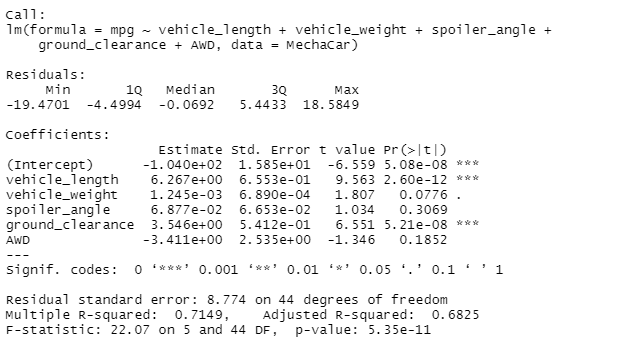 Call:
lm(formula = mpg ~ vehicle_length + vehicle_weight + spoiler_angle +
    ground_clearance + AWD, data = MechaCar)
Residuals:
     Min       1Q   Median       3Q      Max
-19.4701  -4.4994  -0.0692   5.4433  18.5849
Coefficients:
                   Estimate Std. Error t value Pr(>|t|)
(Intercept)      -1.040e+02  1.585e+01  -6.559 5.08e-08 ***
vehicle_length    6.267e+00  6.553e-01   9.563 2.60e-12 ***
vehicle_weight    1.245e-03  6.890e-04   1.807   0.0776 .
spoiler_angle     6.877e-02  6.653e-02   1.034   0.3069
ground_clearance  3.546e+00  5.412e-01   6.551 5.21e-08 ***
AWD              -3.411e+00  2.535e+00  -1.346   0.1852
---
Signif. codes:  0 ‘***’ 0.001 ‘**’ 0.01 ‘*’ 0.05 ‘.’ 0.1 ‘ ’ 1
Residual standard error: 8.774 on 44 degrees of freedom
Multiple R-squared:  0.7149,    Adjusted R-squared:  0.6825
F-statistic: 22.07 on 5 and 44 DF,  p-value: 5.35e-11